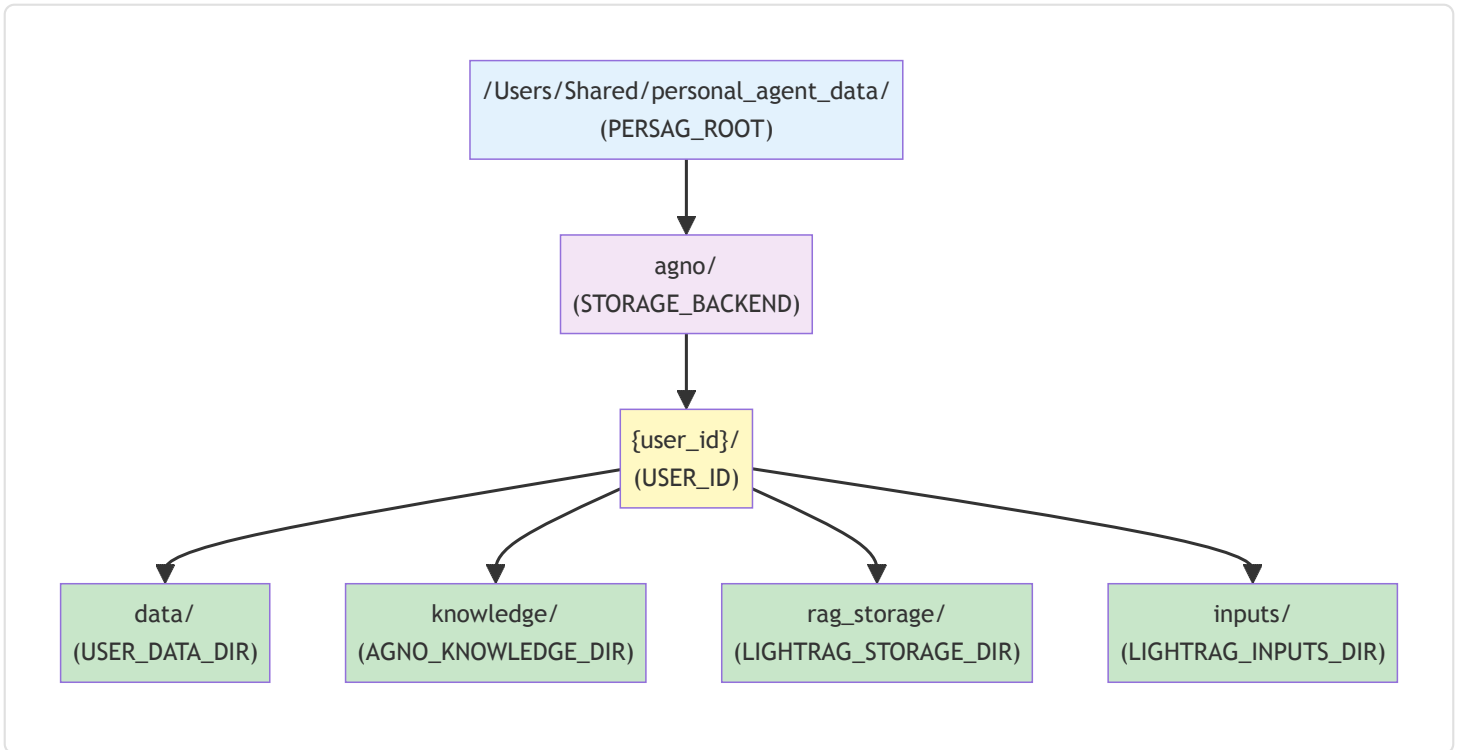 /Users/Shared/personal_agent_data/
(PERSAG_ROOT)
agno/
(STORAGE_BACKEND)
{user_id}/
(USER_ID)
data/
(USER_DATA_DIR)
knowledge/
(AGNO_KNOWLEDGE_DIR)
rag_storage/
(LIGHTRAG_STORAGE_DIR)
inputs/
(LIGHTRAG_INPUTS_DIR)